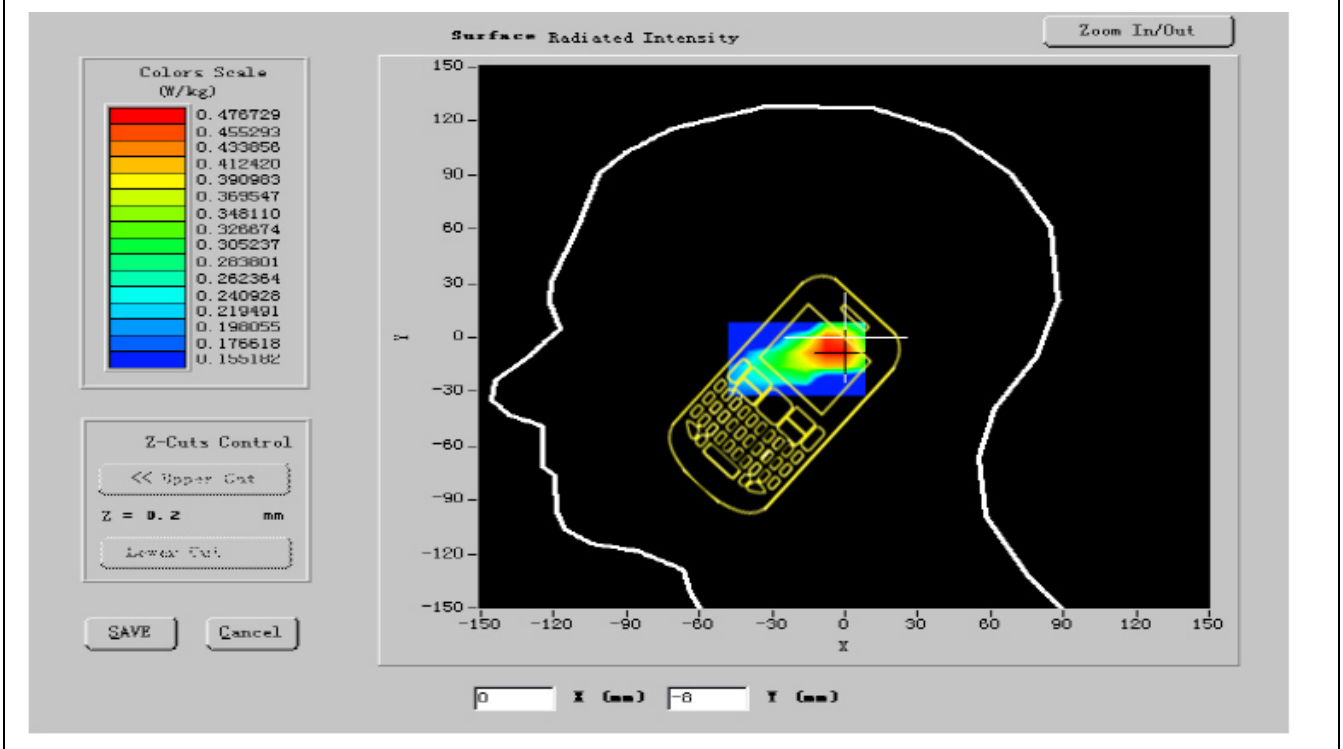 Surface Radiated Intensity
Zoom In/Out
Colors Scale
(W/kg)
0.476729
0.455293
0.433856
0.412420
0.390983
0.369547
0.348110
0.326674
0.305237
0.283801
0.262364
0.240928
0.219491
0.198055
0.176618
0.155182
150
120
90
60
30
0
-30
-60
-90
-120
-150
Y
-150 -120 -90 -60 -30 0 30 60 90 120 150
X
Z-Cuts Control
<< Upper Cut
Z = 0.2 mm
Lower Cut
SAVE Cancel
0 X (mm) -8 Y (mm)